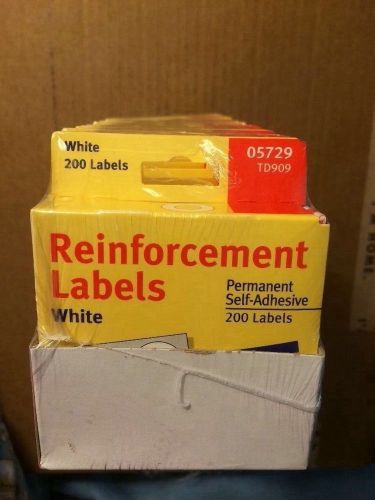 White
200 Labels
05729
TD909
Reinforcement
Labels
White
Permanent
Self-Adhesive
200 Labels